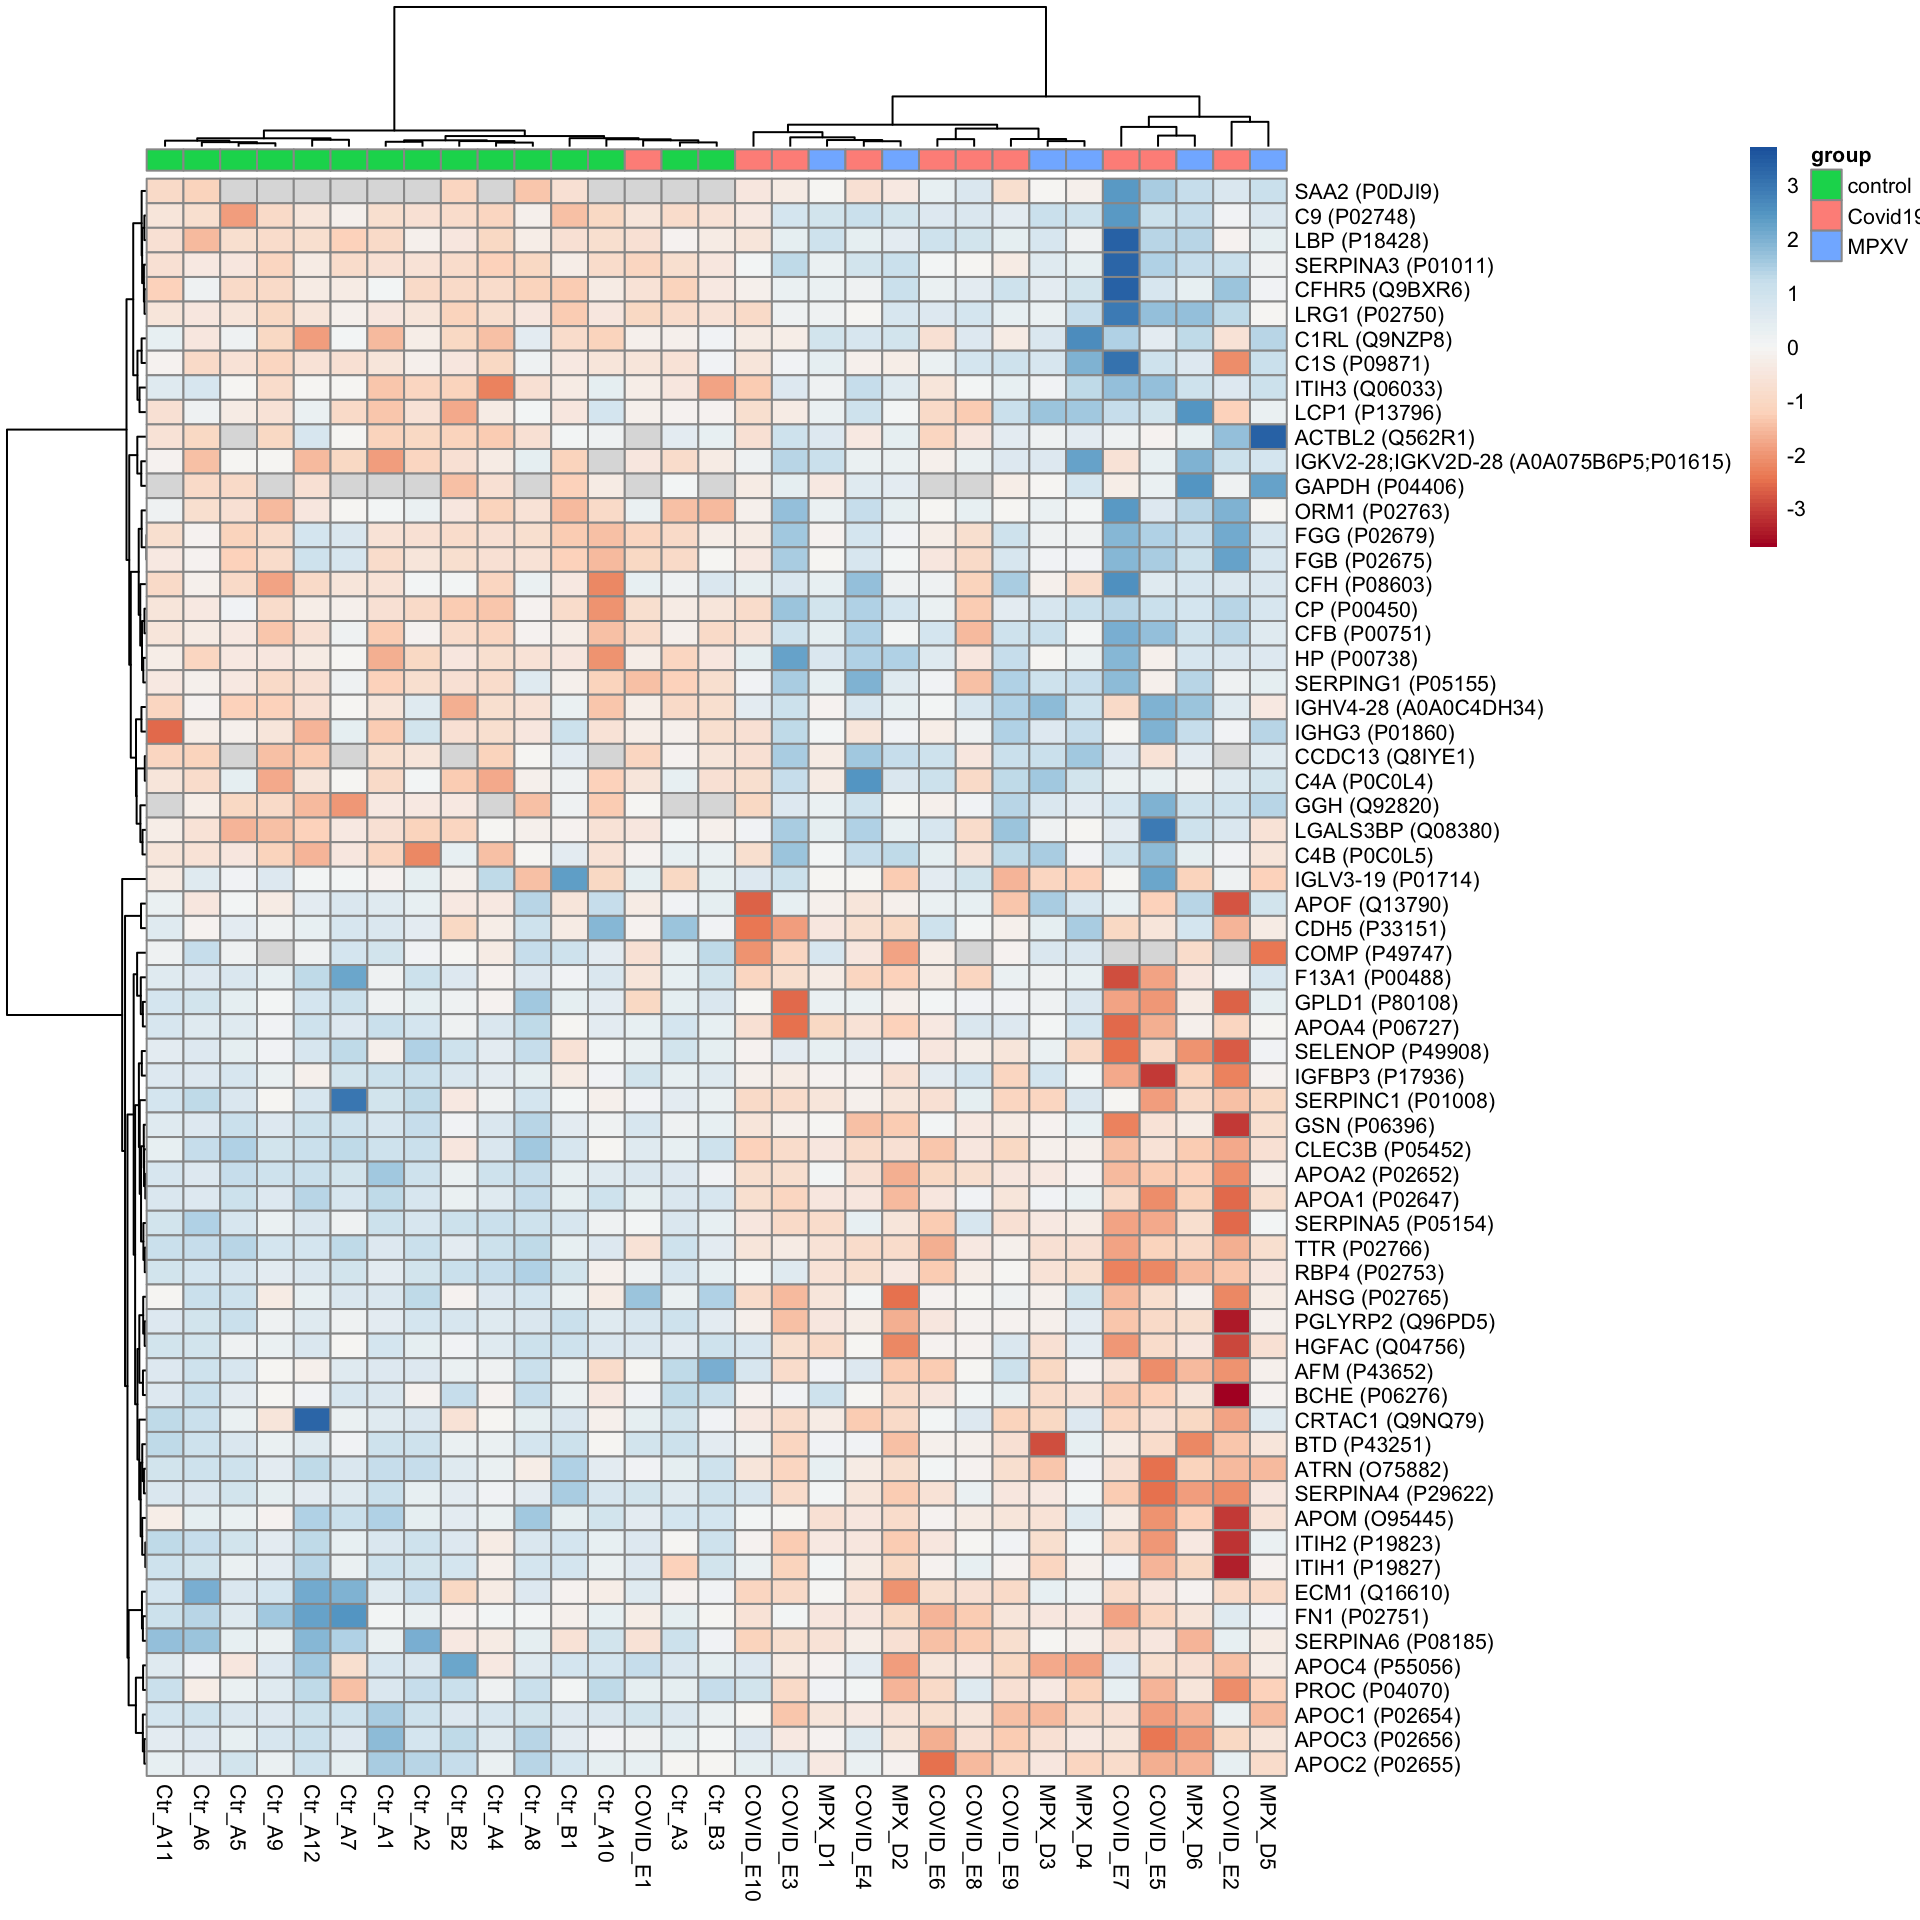 SAA2 (P0DJI9)
C9 (P02748)
LBP (P18428)
SERPINA3 (P01011)
CFHR5 (Q9BXR6)
LRG1 (P02750)
C1RL (Q9NZP8)
C1S (P09871)
ITIH3 (Q06033)
LCP1 (P13796)
ACTBL2 (Q562R1)
IGKV2-28;IGKV2D-28 (A0A075B6P5;P01615)
GAPDH (P04406)
ORM1 (P02763)
FGG (P02679)
FGB (P02675)
CFH (P08603)
CP (P00450)
CFB (P00751)
HP (P00738)
SERPING1 (P05155)
IGHV4-28 (A0A0C4DH34)
IGHG3 (P01860)
CCDC13 (Q8IYE1)
C4A (P0C0L4)
GGH (Q92820)
LGALS3BP (Q08380)
C4B (P0C0L5)
IGLV3-19 (P01714)
APOF (Q13790)
CDH5 (P33151)
COMP (P49747)
F13A1 (P00488)
GPLD1 (P80108)
APOA4 (P06727)
SELENOP (P49908)
IGFBP3 (P17936)
SERPINC1 (P01008)
GSN (P06396)
CLEC3B (P05452)
APOA2 (P02652)
APOA1 (P02647)
SERPINA5 (P05154)
TTR (P02766)
RBP4 (P02753)
AHSG (P02765)
PGLYRP2 (Q96PD5)
HGFAC (Q04756)
AFM (P43652)
BCHE (P06276)
CRTAC1 (Q9NQ79)
BTD (P43251)
ATRN (O75882)
SERPINA4 (P29622)
APOM (O95445)
ITIH2 (P19823)
ITIH1 (P19827)
ECM1 (Q16610)
FN1 (P02751)
SERPINA6 (P08185)
APOC4 (P55056)
PROC (P04070)
APOC1 (P02654)
APOC3 (P02656)
APOC2 (P02655)
Ctr_A11
Ctr_A6
Ctr_A5
Ctr_A9
Ctr_A12
Ctr_A7
Ctr_A1
Ctr_A2
Ctr_B2
Ctr_A4
Ctr_A8
Ctr_B1
Ctr_A10
COVID_E1
Ctr_A3
Ctr_B3
COVID_E10
COVID_E3
MPX_D1
COVID_E4
MPX_D2
COVID_E6
COVID_E8
COVID_E9
MPX_D3
MPX_D4
COVID_E7
COVID_E5
MPX_D6
COVID_E2
MPX_D5
3
2
1
0
-1
-2
-3
group
control
Covid19
MPXV